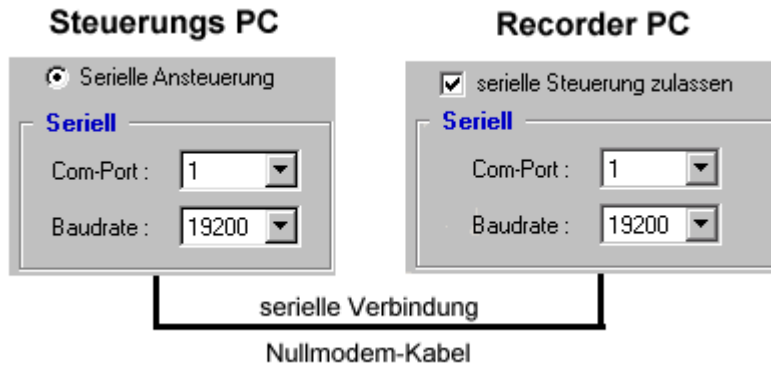 Steuerungs PC
Serielle Ansteuerung
Seriell
Com-Port : 1
Baudrate : 19200
Recorder PC
serielle Steuerung zulassen
Seriell
Com-Port : 1
Baudrate : 19200
serielle Verbindung
Nullmodem-Kabel